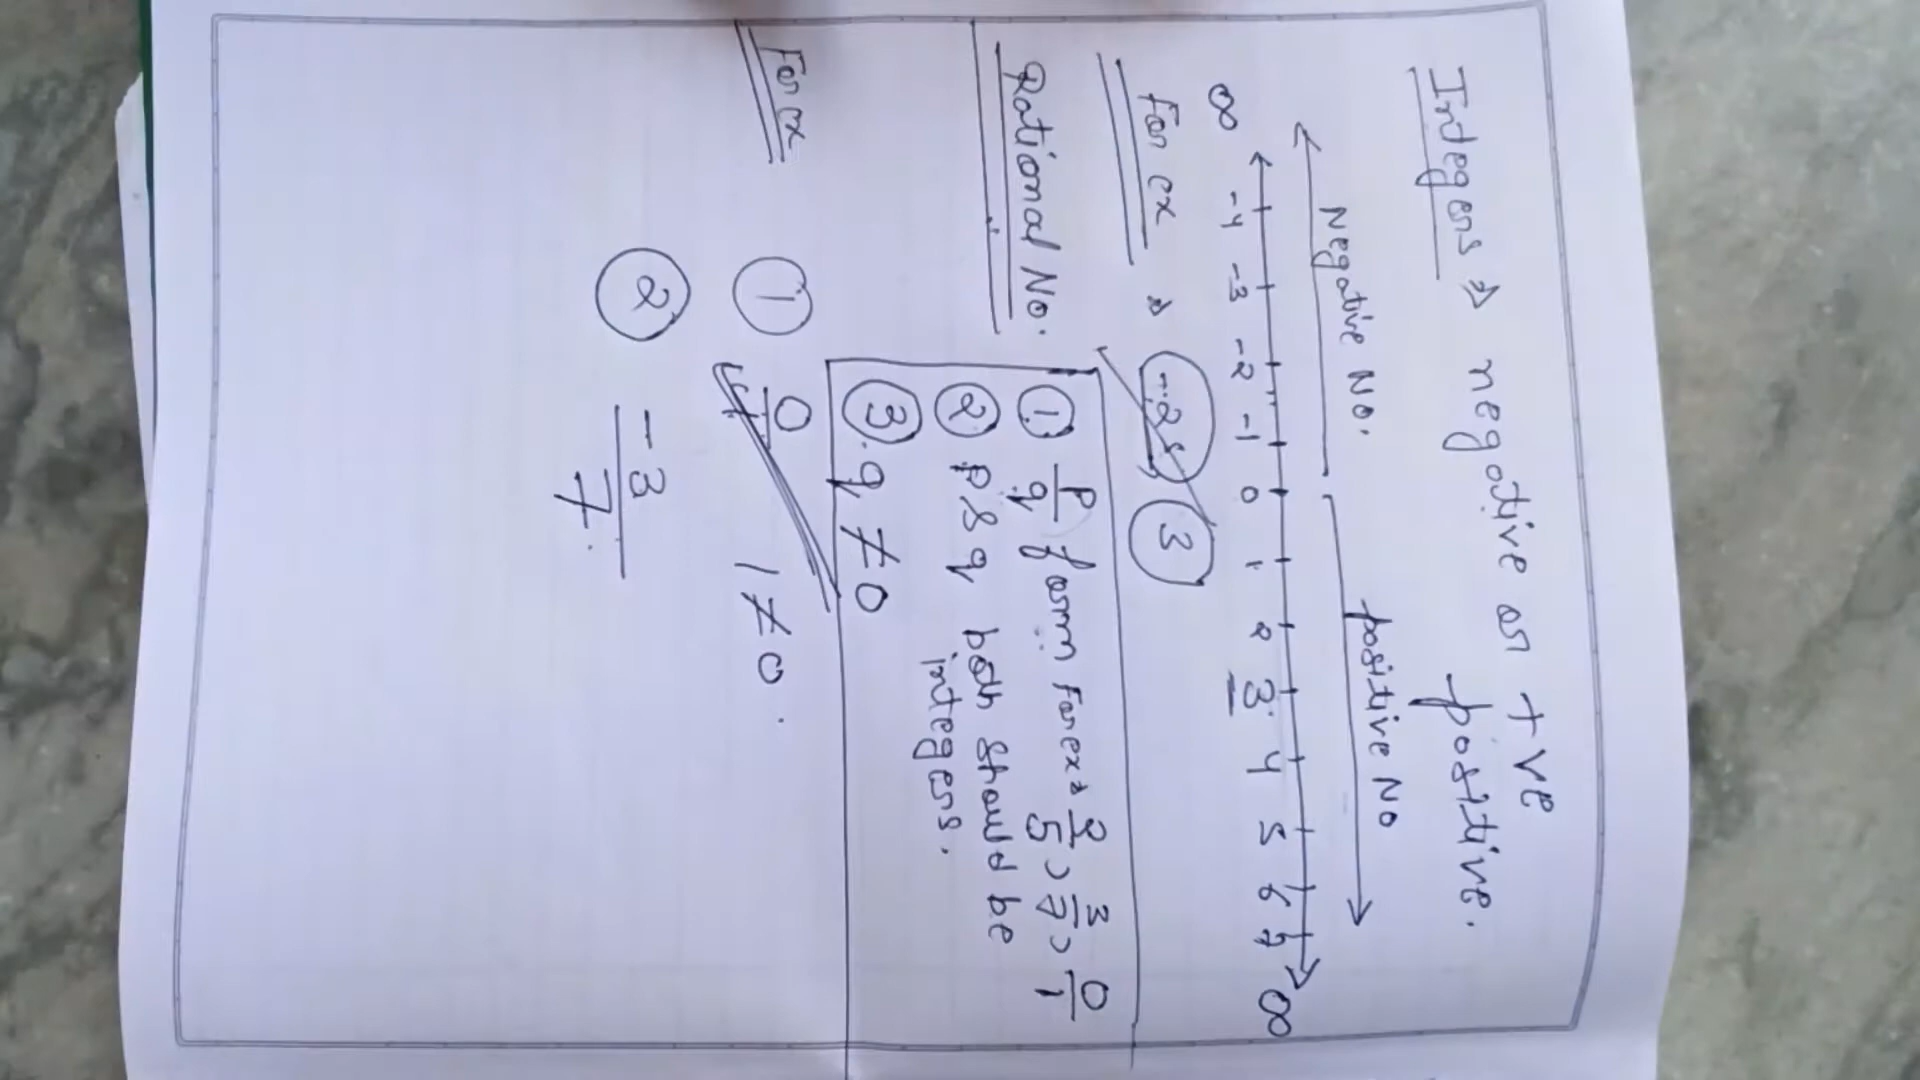 Integers ⇒ negative or +ve
positive.
Negative No. positive No
∞ -4 -3 -2 -1 0 1 2 3 4 5 6 7 ∞
For ex ⇒ 3
Rational No.
① p/q form For ex ⇒ 2/5, 3/7, 0/1
② p & q both should be
integers.
③ q ≠ 0
For ex ① 0/1 1 ≠ 0.
② -3/7